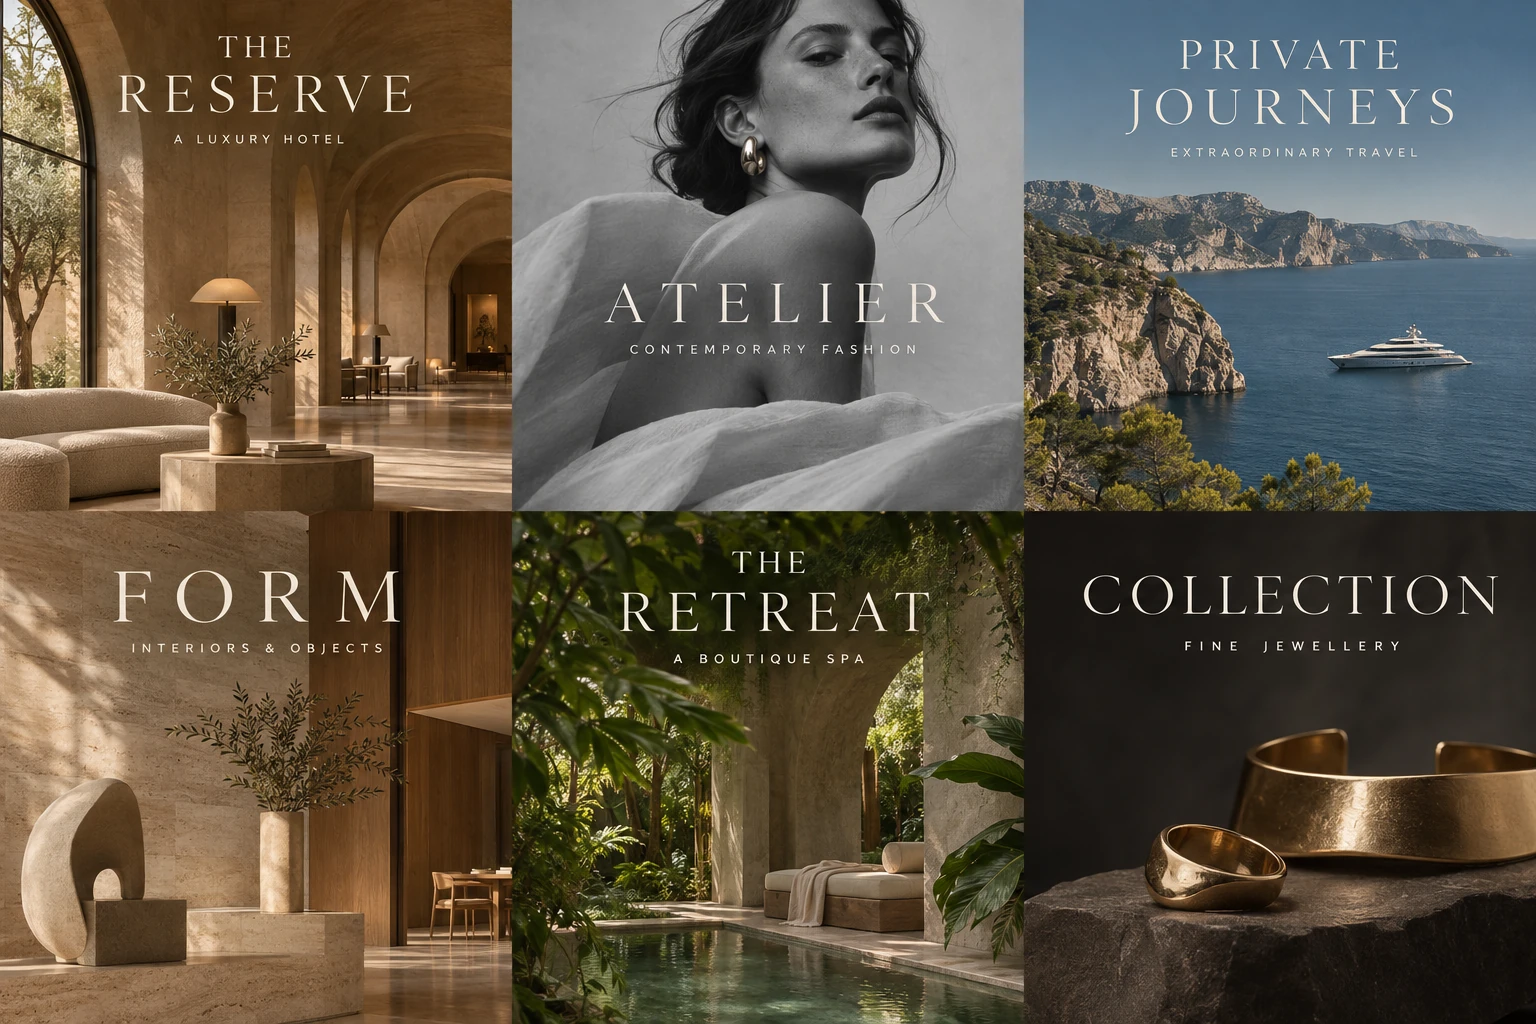 THE
RESERVE
A LUXURY HOTEL
ATELIER
CONTEMPORARY FASHION
PRIVATE
JOURNEYS
EXTRAORDINARY TRAVEL
FORM
INTERIORS & OBJECTS
THE
RETREAT
A BOUTIQUE SPA
COLLECTION
FINE JEWELLERY